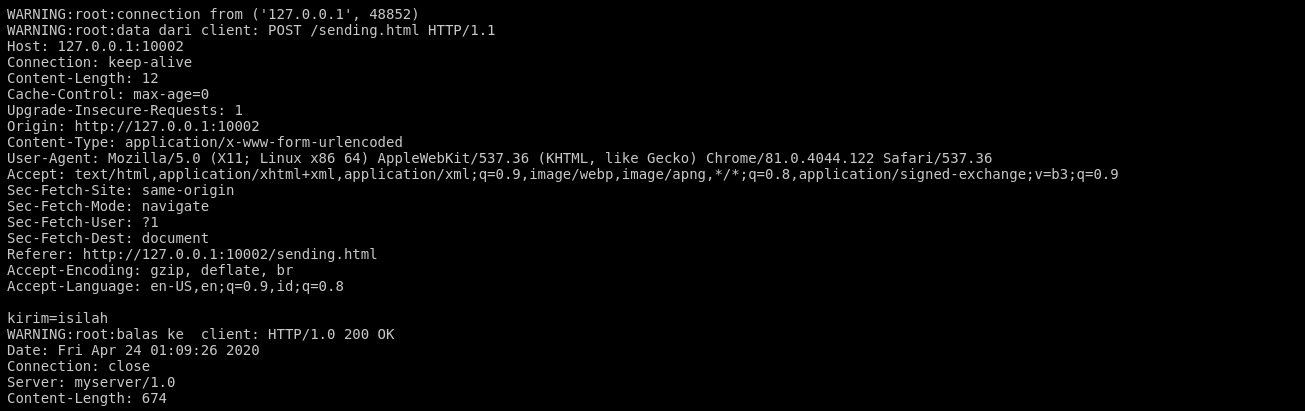 WARNING:root:connection from ('127.0.0.1', 48852)
WARNING:root:data dari client: POST /sending.html HTTP/1.1
Host: 127.0.0.1:10002
Connection: keep-alive
Content-Length: 12
Cache-Control: max-age=0
Upgrade-Insecure-Requests: 1
Origin: http://127.0.0.1:10002
Content-Type: application/x-www-form-urlencoded
User-Agent: Mozilla/5.0 (X11; Linux x86 64) AppleWebKit/537.36 (KHTML, like Gecko) Chrome/81.0.4044.122 Safari/537.36
Accept: text/html,application/xhtml+xml,application/xml;q=0.9,image/webp,image/apng,*/*;q=0.8,application/signed-exchange;v=b3;q=0.9
Sec-Fetch-Site: same-origin
Sec-Fetch-Mode: navigate
Sec-Fetch-User: ?1
Sec-Fetch-Dest: document
Referer: http://127.0.0.1:10002/sending.html
Accept-Encoding: gzip, deflate, br
Accept-Language: en-US,en;q=0.9,id;q=0.8

kirim=isilah
WARNING:root:balas ke  client: HTTP/1.0 200 OK
Date: Fri Apr 24 01:09:26 2020
Connection: close
Server: myserver/1.0
Content-Length: 674